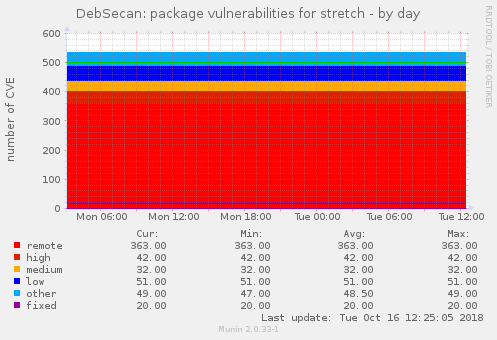 DebSecan: package vulnerabilities for stretch - by day
RRDTOOL / TOBI OETIKER
number of CVE
600
500
400
300
200
100
0
Mon 06:00 Mon 12:00 Mon 18:00 Tue 00:00 Tue 06:00 Tue 12:00
Cur: Min: Avg: Max:
remote 363.00 363.00 363.00 363.00
high 42.00 42.00 42.00 42.00
medium 32.00 32.00 32.00 32.00
low 51.00 51.00 51.00 51.00
other 49.00 47.00 48.50 49.00
fixed 20.00 20.00 20.00 20.00
Last update: Tue Oct 16 12:25:05 2018
Munin 2.0.33-1